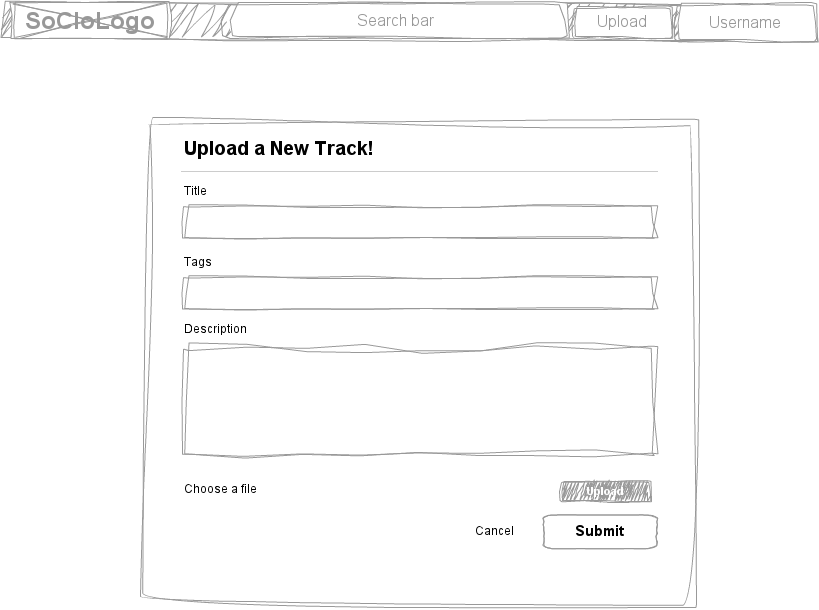 SoCloLogo
Search bar
Upload
Username
Upload a New Track!
Title
Tags
Description
Choose a file
Upload
Cancel
Submit